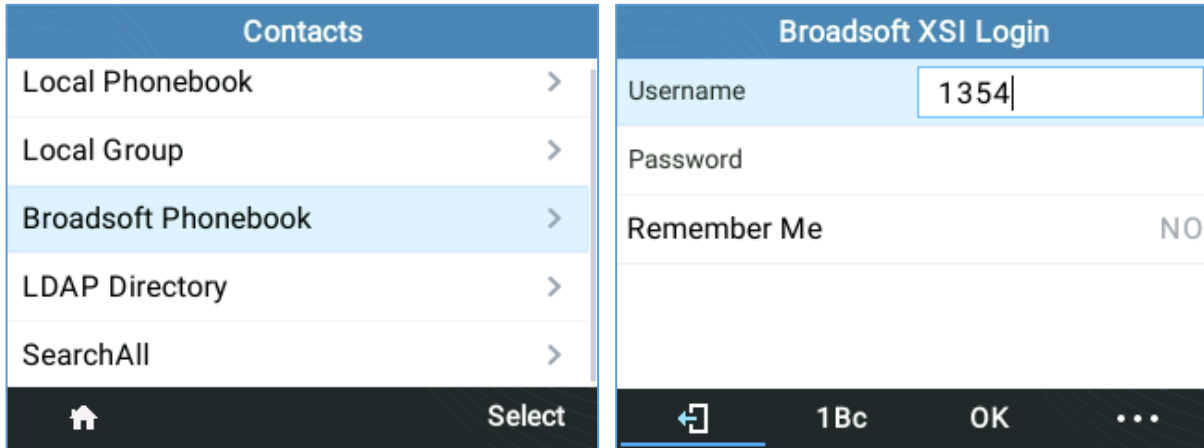 Contacts
Local Phonebook
Local Group
Broadsoft Phonebook
LDAP Directory
SearchAll
Select
Broadsoft XSI Login
Username 1354
Password
Remember Me NO
1Bc OK ...